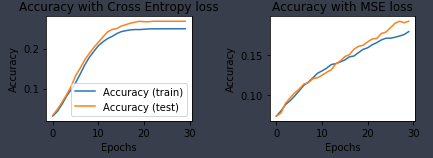 Accuracy with Cross Entropy loss
0.2
0.1
Accuracy
Accuracy (train)
Accuracy (test)
0 10 20 30
Epochs
Accuracy with MSE loss
0.15
0.10
Accuracy
0 10 20 30
Epochs